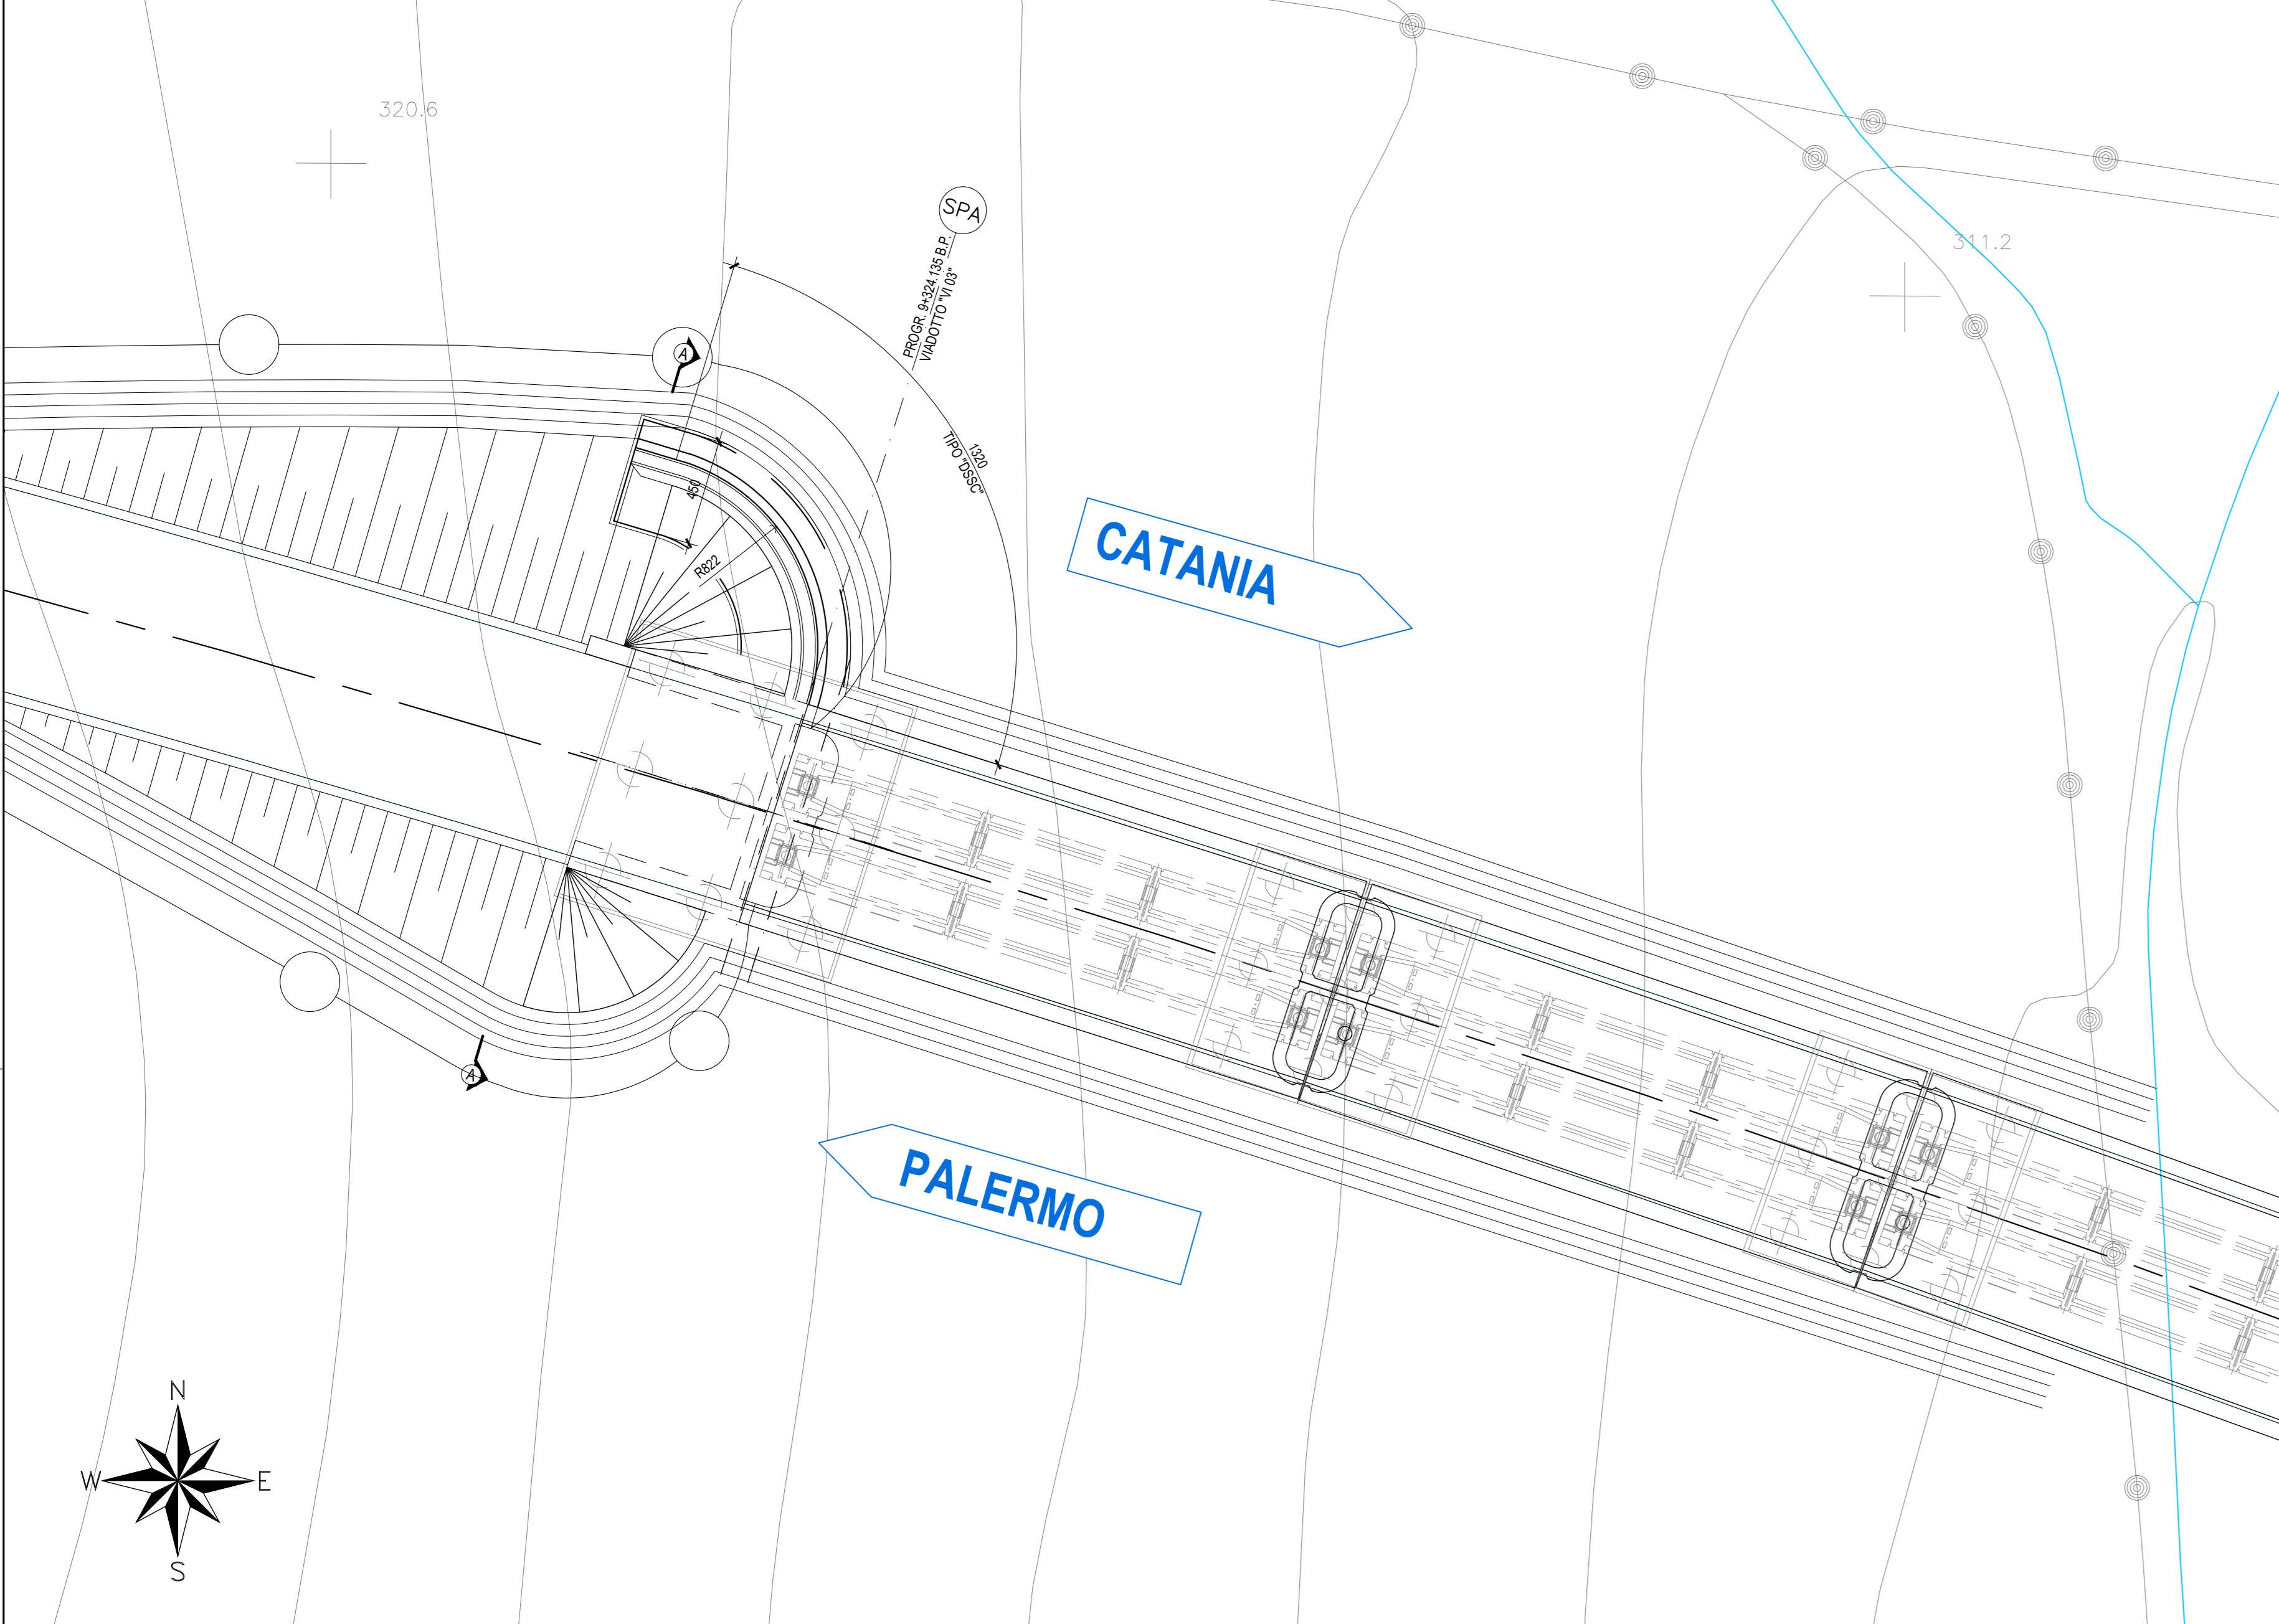 320.6
SPA
311.2
PROGR. 9+324.135 B.P.
VIADOTTO "VI 03"
A
1320
TIPO "DSSC"
450
R822
CATANIA
A
PALERMO
N
W
E
S